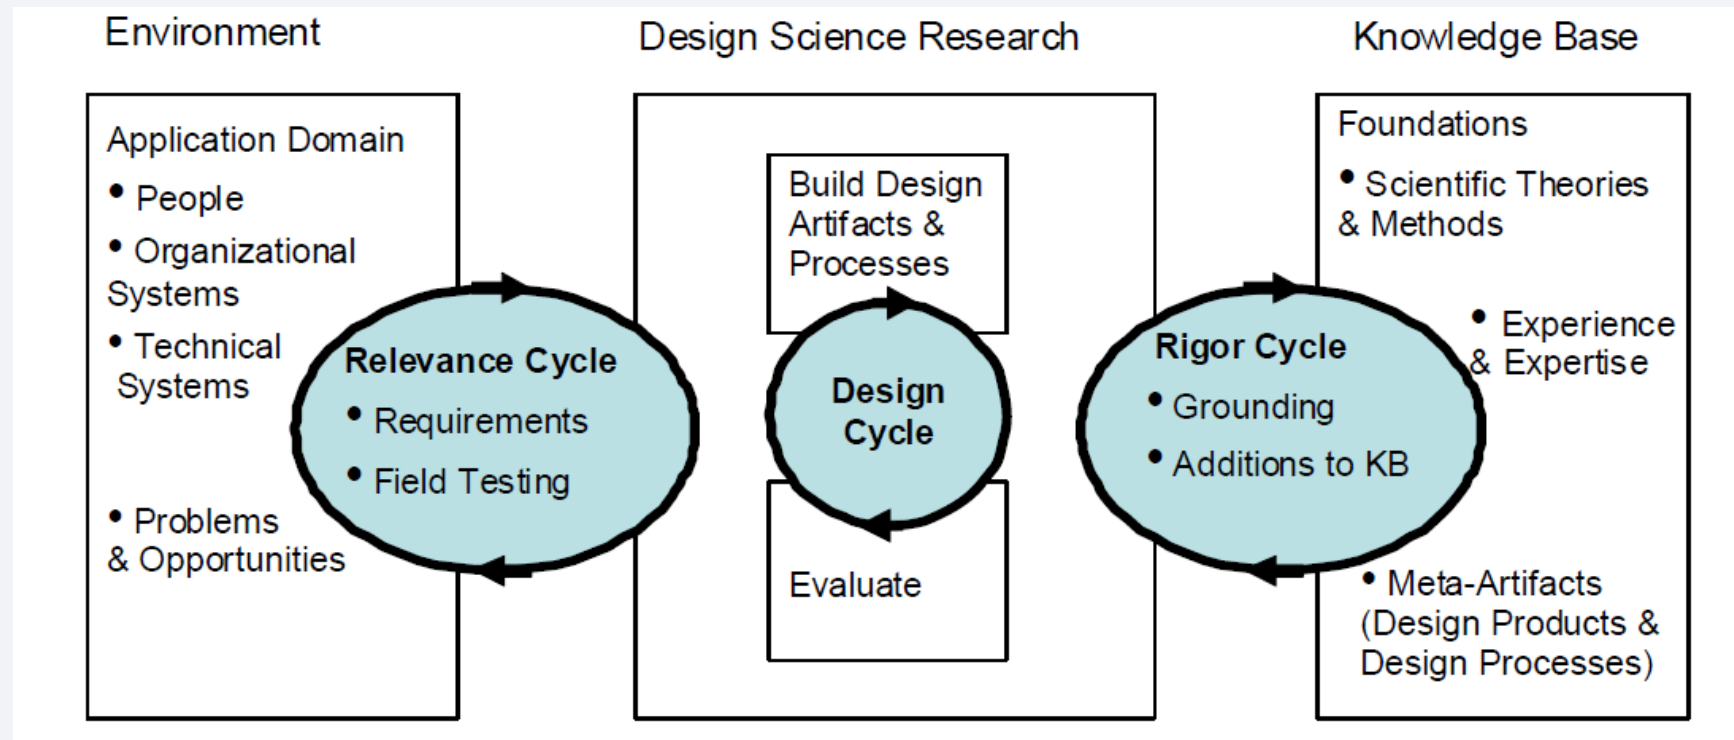 Environment
Design Science Research
Knowledge Base
Application Domain
• People
• Organizational
Systems
• Technical
Systems
• Problems
& Opportunities
Relevance Cycle
• Requirements
• Field Testing
Build Design
Artifacts &
Processes
Design
Cycle
Evaluate
Rigor Cycle
• Grounding
• Additions to KB
Foundations
• Scientific Theories
& Methods
• Experience
& Expertise
• Meta-Artifacts
(Design Products &
Design Processes)